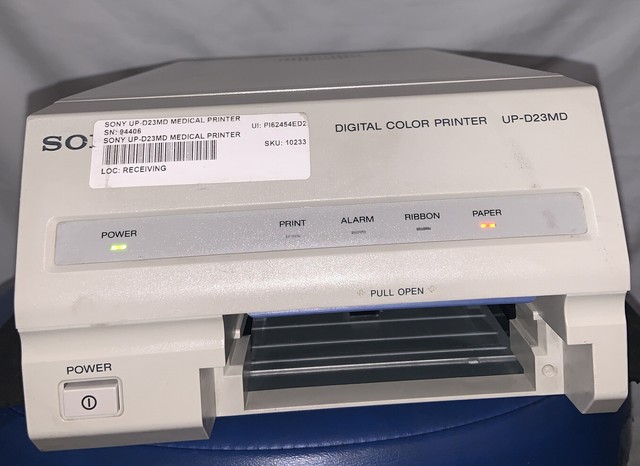 SONY UP-D23MD MEDICAL PRINTER
SN: 94406
UI: PI62454ED2
SONY UP-D23MD MEDICAL PRINTER
SKU: 10233
LOC: RECEIVING
SO
DIGITAL COLOR PRINTER UP-D23MD
POWER
PRINT
ALARM
RIBBON
PAPER
PULL OPEN
POWER